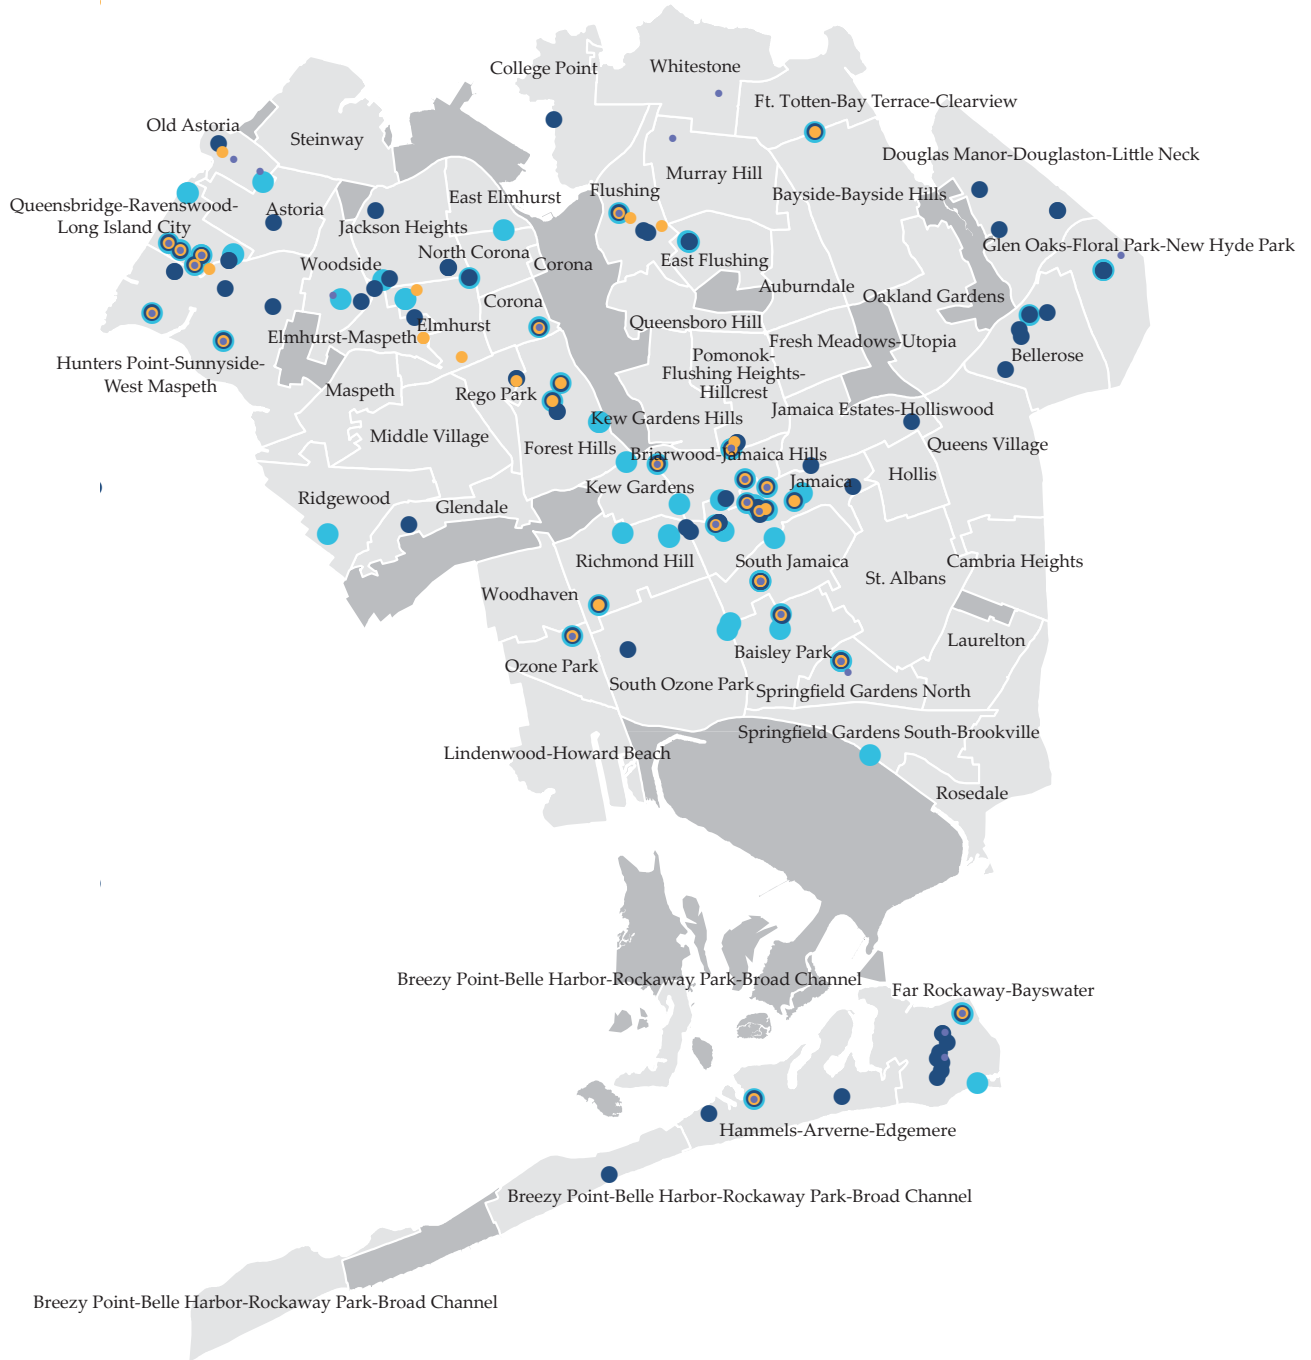 College Point
Whitestone
Ft. Totten-Bay Terrace-Clearview
Old Astoria
Steinway
Douglas Manor-Douglaston-Little Neck
Murray Hill
Flushing
Bayside-Bayside Hills
East Elmhurst
Queensbridge-Ravenswood-
Long Island City
Astoria
Jackson Heights
Glen Oaks-Floral Park-New Hyde Park
North Corona
Woodside
Corona
East Flushing
Auburndale
Oakland Gardens
Corona
Elmhurst
Queensboro Hill
Elmhurst-Maspeth
Fresh Meadows-Utopia
Bellerose
Pomonok-
Flushing Heights-
Hillcrest
Hunters Point-Sunnyside-
West Maspeth
Maspeth
Rego Park
Jamaica Estates-Holliswood
Kew Gardens Hills
Middle Village
Queens Village
Forest Hills
Briarwood-Jamaica Hills
Hollis
Jamaica
Kew Gardens
Ridgewood
Glendale
Richmond Hill
South Jamaica
Cambria Heights
St. Albans
Woodhaven
Laurelton
Baisley Park
Ozone Park
South Ozone Park
Springfield Gardens North
Springfield Gardens South-Brookville
Lindenwood-Howard Beach
Rosedale
Breezy Point-Belle Harbor-Rockaway Park-Broad Channel
Far Rockaway-Bayswater
Hammels-Arverne-Edgemere
Breezy Point-Belle Harbor-Rockaway Park-Broad Channel
Breezy Point-Belle Harbor-Rockaway Park-Broad Channel